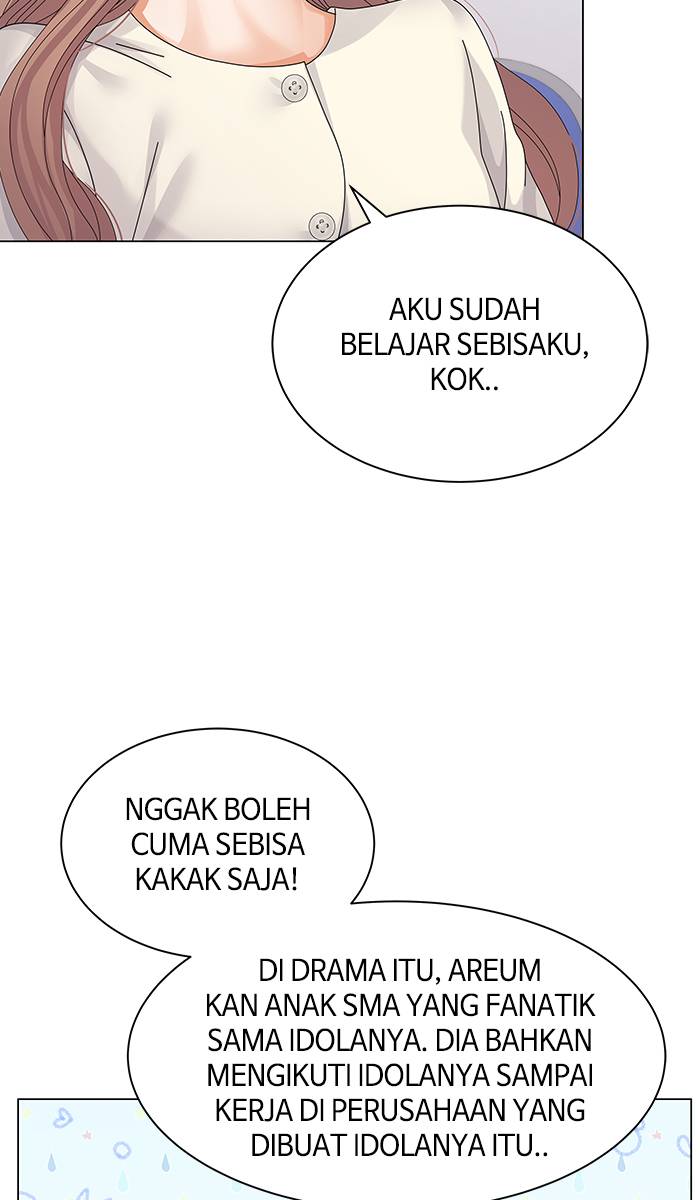 AKU SUDAH
BELAJAR SEBISAKU,
KOK..
NGGAK BOLEH
CUMA SEBISA
KAKAK SAJA!
DI DRAMA ITU, AREUM
KAN ANAK SMA YANG FANATIK
SAMA IDOLANYA. DIA BAHKAN
MENGIKUTI IDOLANYA SAMPAI
KERJA DI PERUSAHAAN YANG
DIBUAT IDOLANYA ITU..